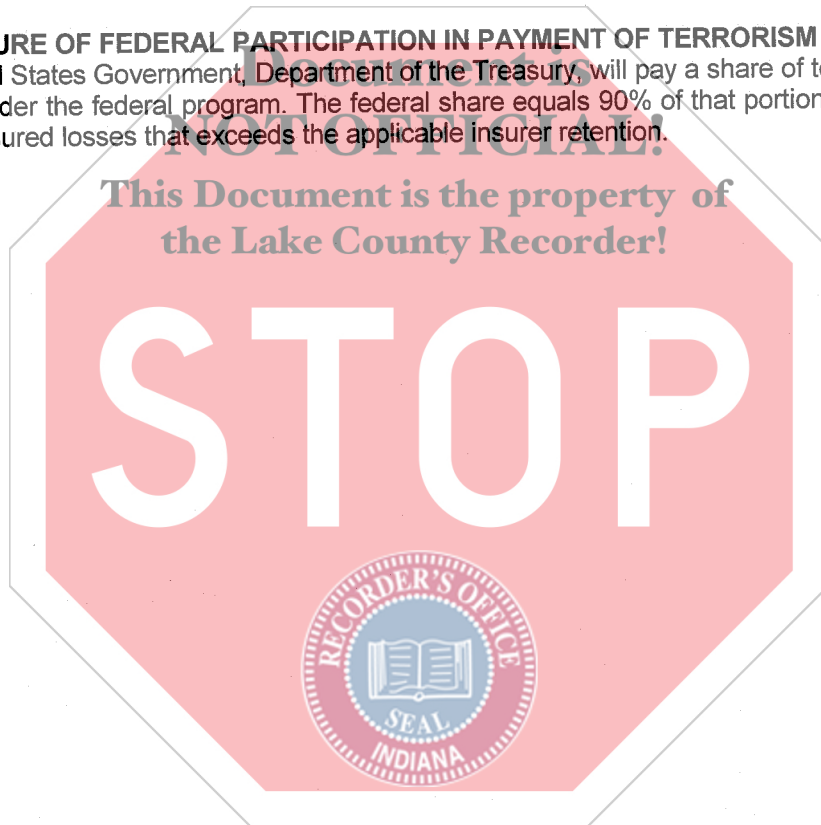 URE OF FEDERAL PARTICIPATION IN PAYMENT OF TERRORISM
States Government, Department of the Treasury, will pay a share of
der the federal program. The federal share equals 90% of that portion
ured losses that exceeds the applicable insurer retention.
Document is
NOT OFFICIAL!
This Document is the property of
the Lake County Recorder!
STOP
RECORDER'S OFFICE
SEAL
INDIANA